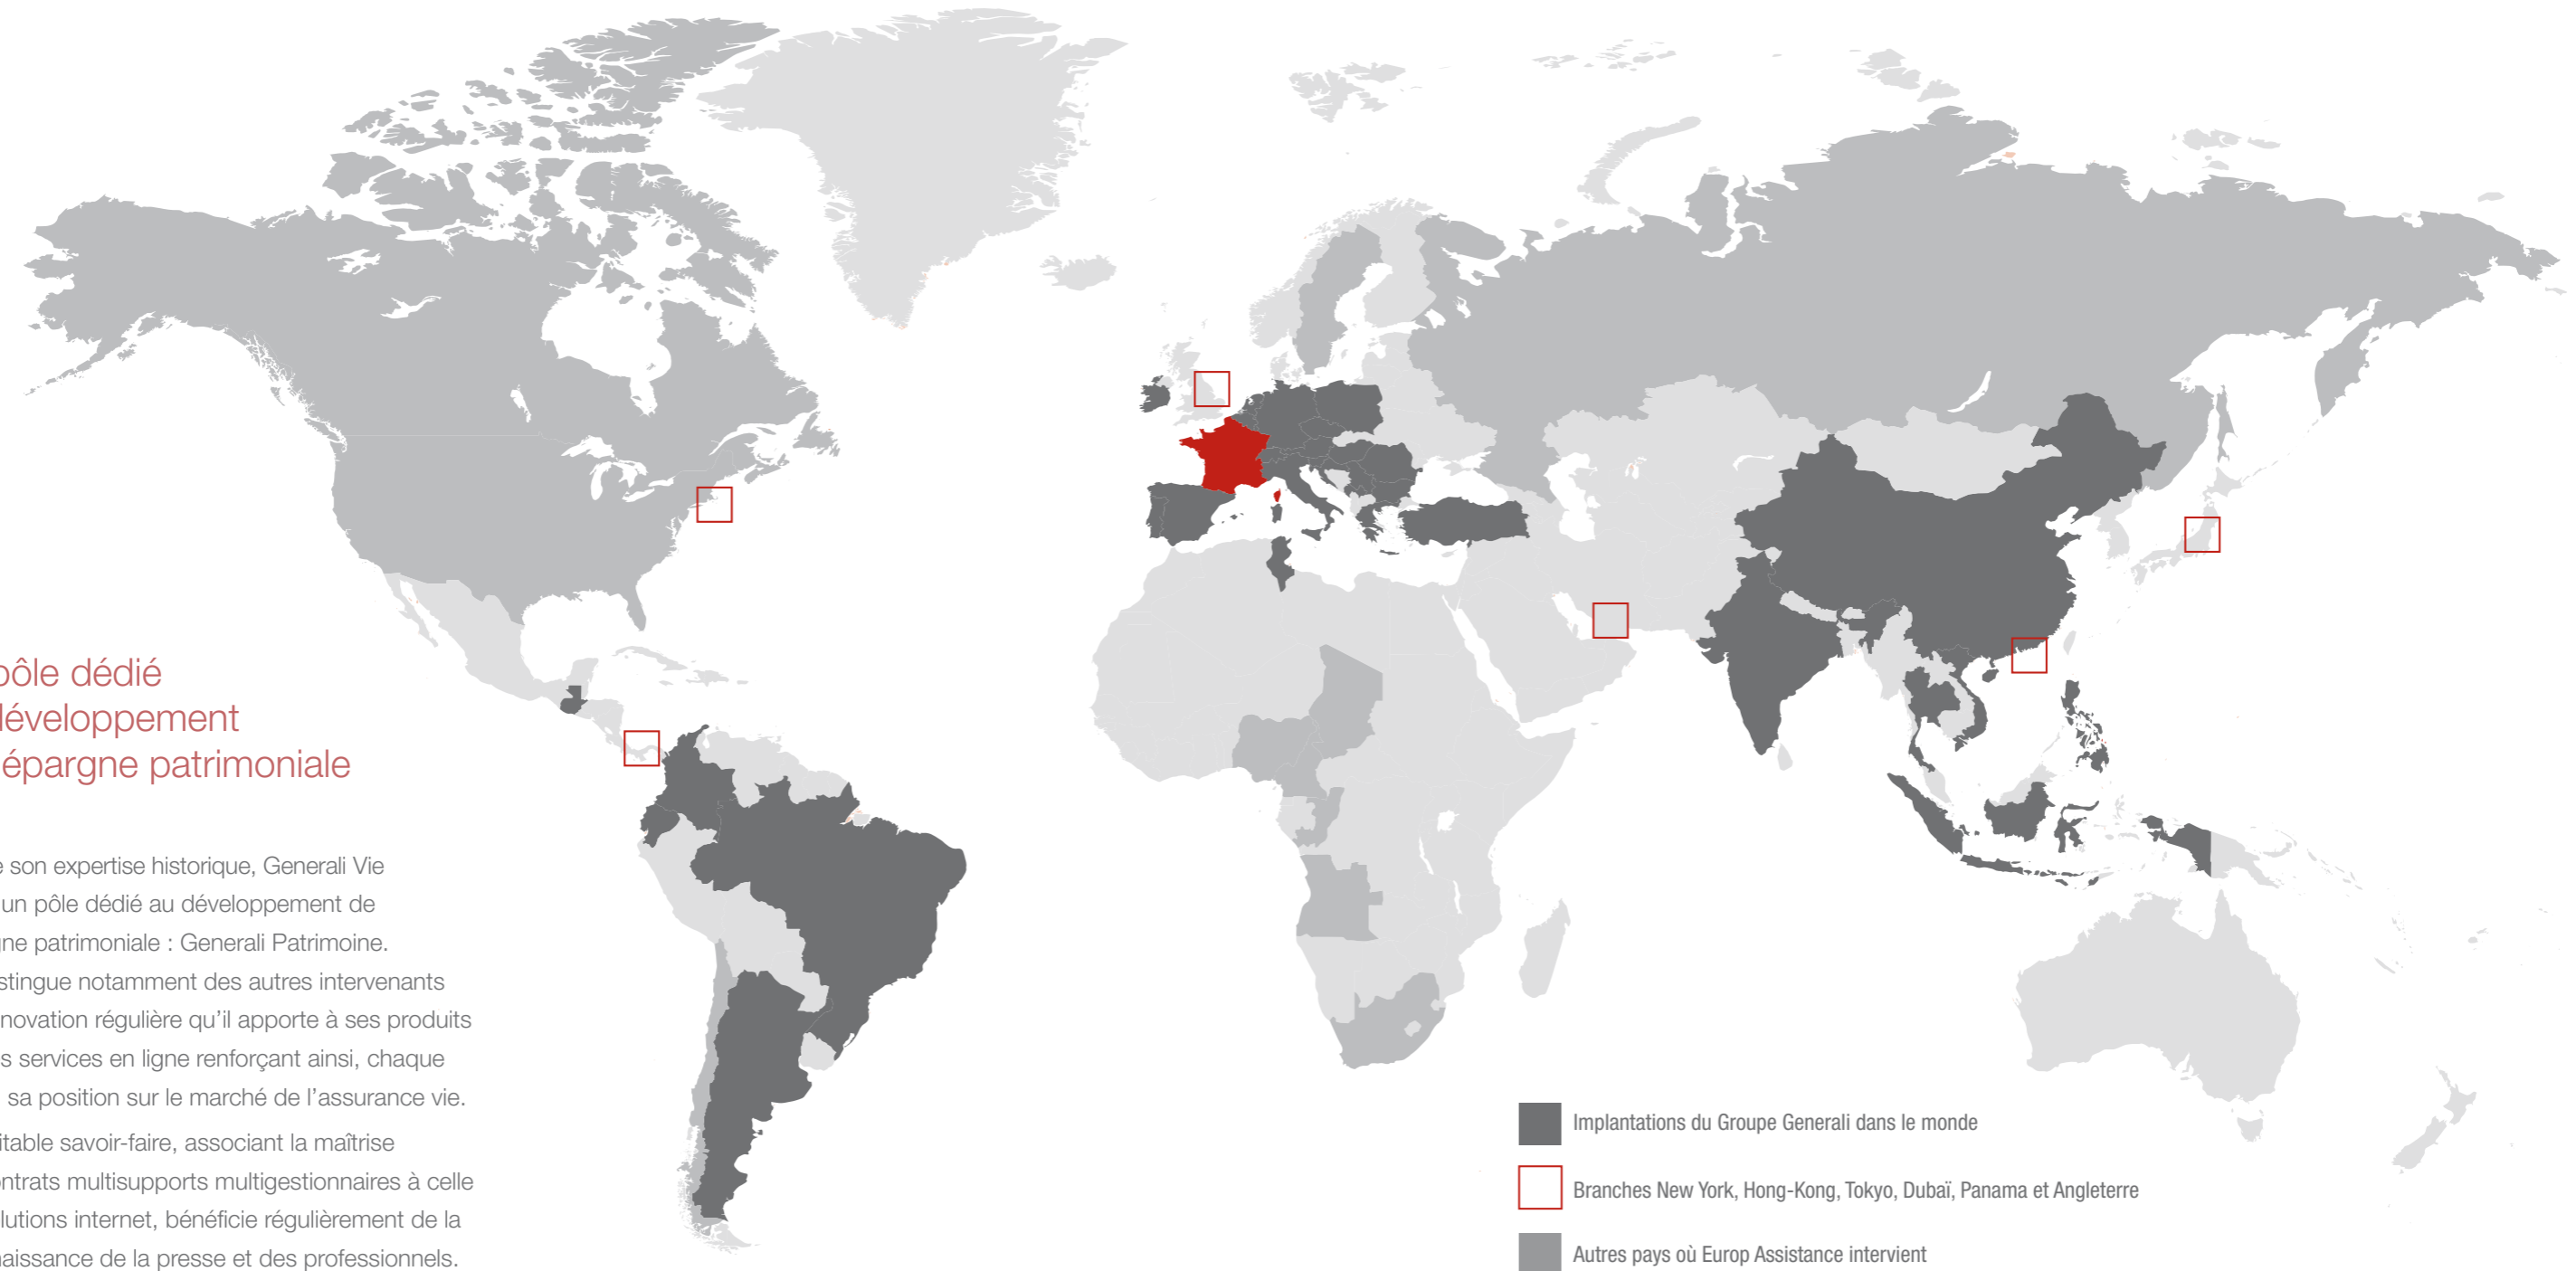 pôle dédié
développement
épargne patrimoniale
son expertise historique, Generali Vie
un pôle dédié au développement de
gne patrimoniale : Generali Patrimoine.
stingue notamment des autres intervenants
novation régulière qu'il apporte à ses produits
s services en ligne renforçant ainsi, chaque
sa position sur le marché de l'assurance vie.
itable savoir-faire, associant la maîtrise
ontrats multisupports multigestionnaires à celle
lutions internet, bénéficie régulièrement de la
naissance de la presse et des professionnels.
Implantations du Groupe Generali dans le monde
Branches New York, Hong-Kong, Tokyo, Dubaï, Panama et Angleterre
Autres pays où Europ Assistance intervient